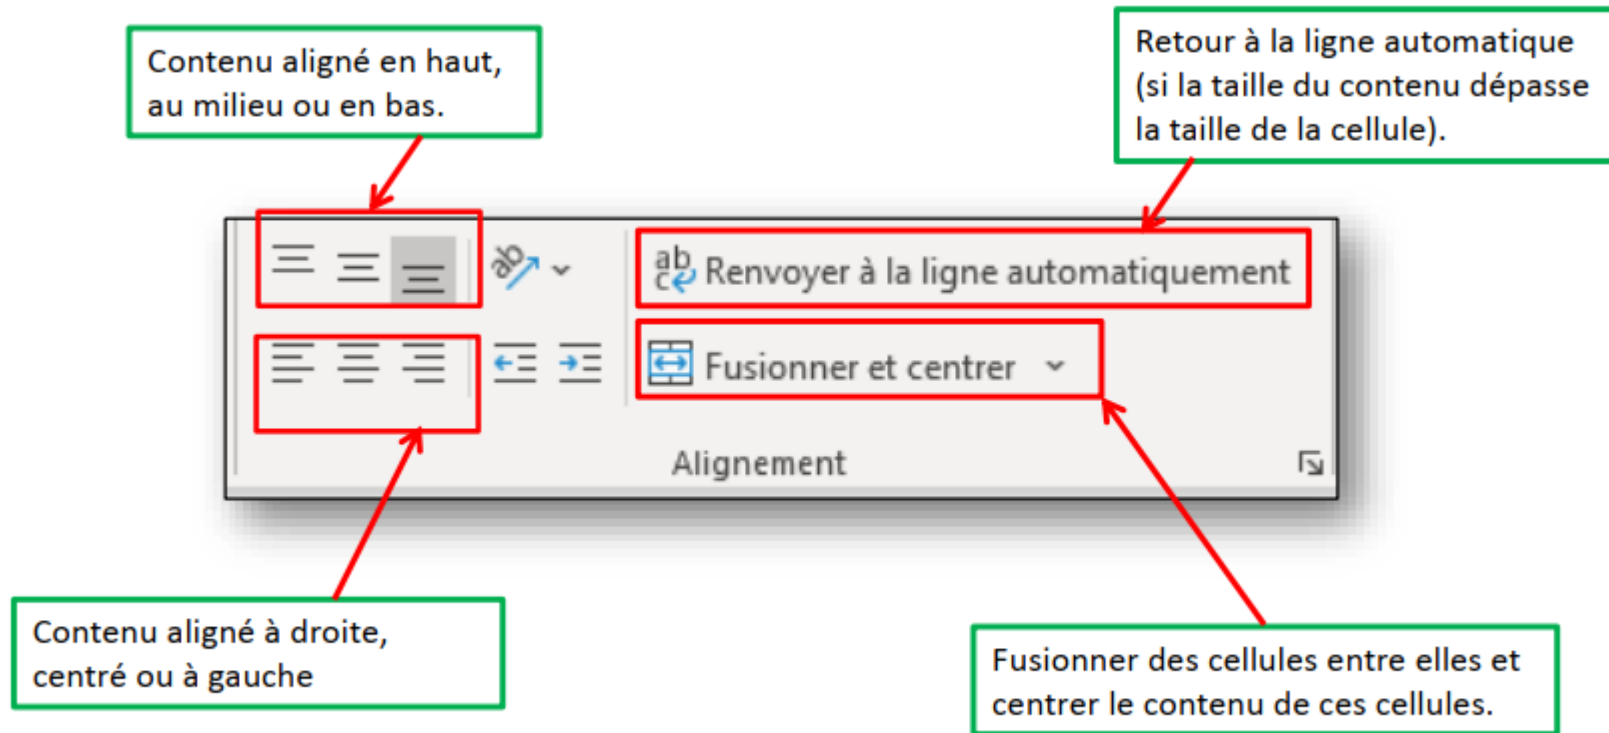 Contenu aligné en haut,
au milieu ou en bas.
Retour à la ligne automatique
(si la taille du contenu dépasse
la taille de la cellule).
ab
ab
c
Renvoyer à la ligne automatiquement
Fusionner et centrer
Alignement
Contenu aligné à droite,
centré ou à gauche
Fusionner des cellules entre elles et
centrer le contenu de ces cellules.